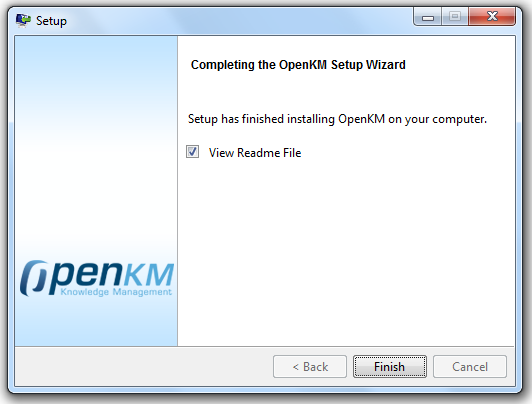 Setup
Completing the OpenKM Setup Wizard
Setup has finished installing OpenKM on your computer.
View Readme File
OpenKM
Knowledge Management
< Back
Finish
Cancel